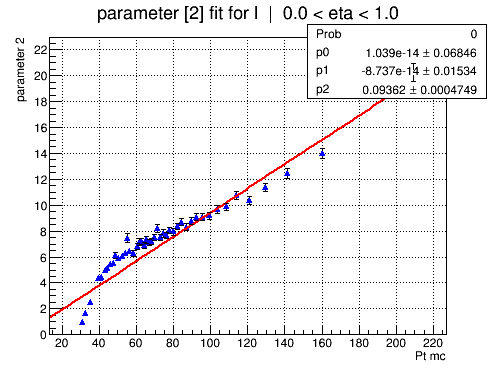 parameter [2] fit for l | 0.0 < eta < 1.0
Prob 0
p0 1.039e-14 ± 0.06846
p1 -8.737e-14 ± 0.01534
p2 0.09362 ± 0.0004749
parameter 2
22
20
18
16
14
12
10
8
6
4
2
0
20 40 60 80 100 120 140 160 180 200 220
Pt mc